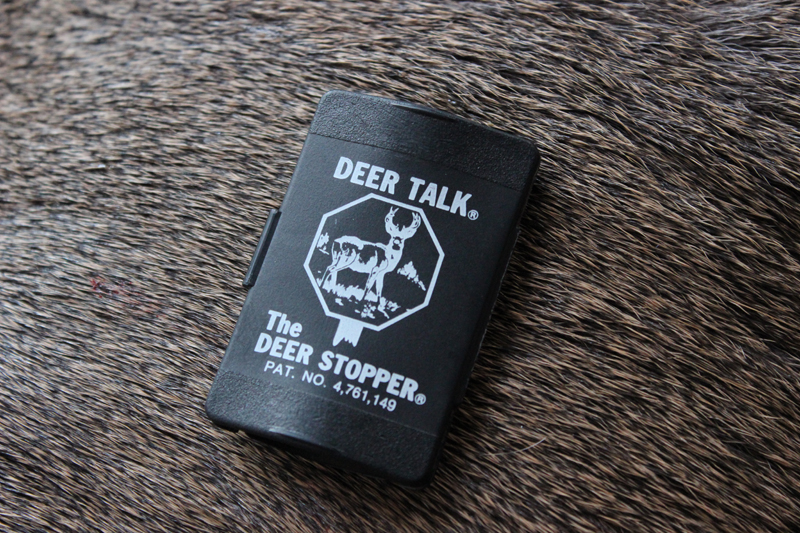 DEER TALK®
The
DEER STOPPER®
PAT. NO. 4,761,149